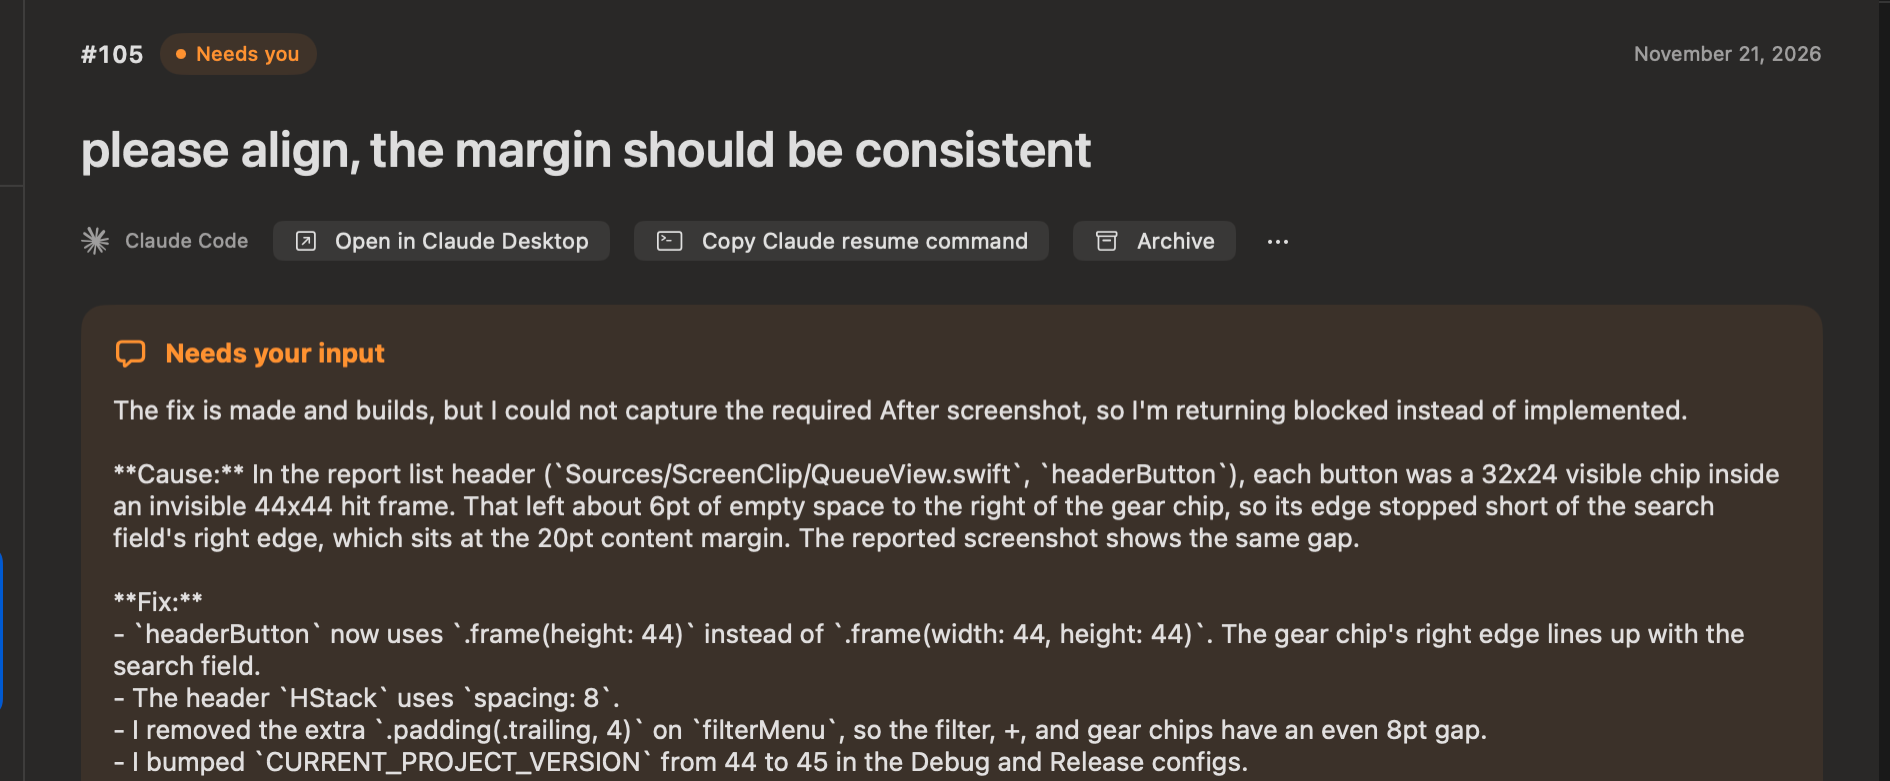 #105
Needs you
November 21, 2026
please align, the margin should be consistent
Claude Code
Open in Claude Desktop
Copy Claude resume command
Archive
Needs your input
The fix is made and builds, but I could not capture the required After screenshot, so I'm returning blocked instead of implemented.
**Cause:** In the report list header (`Sources/ScreenClip/QueueView.swift`, `headerButton`), each button was a 32x24 visible chip inside
an invisible 44x44 hit frame. That left about 6pt of empty space to the right of the gear chip, so its edge stopped short of the search
field's right edge, which sits at the 20pt content margin. The reported screenshot shows the same gap.
**Fix:**
- `headerButton` now uses `.frame(height: 44)` instead of `.frame(width: 44, height: 44)`. The gear chip's right edge lines up with the
search field.
- The header `HStack` uses `spacing: 8`.
- I removed the extra `.padding(.trailing, 4)` on `filterMenu`, so the filter, +, and gear chips have an even 8pt gap.
- I bumped `CURRENT_PROJECT_VERSION` from 44 to 45 in the Debug and Release configs.